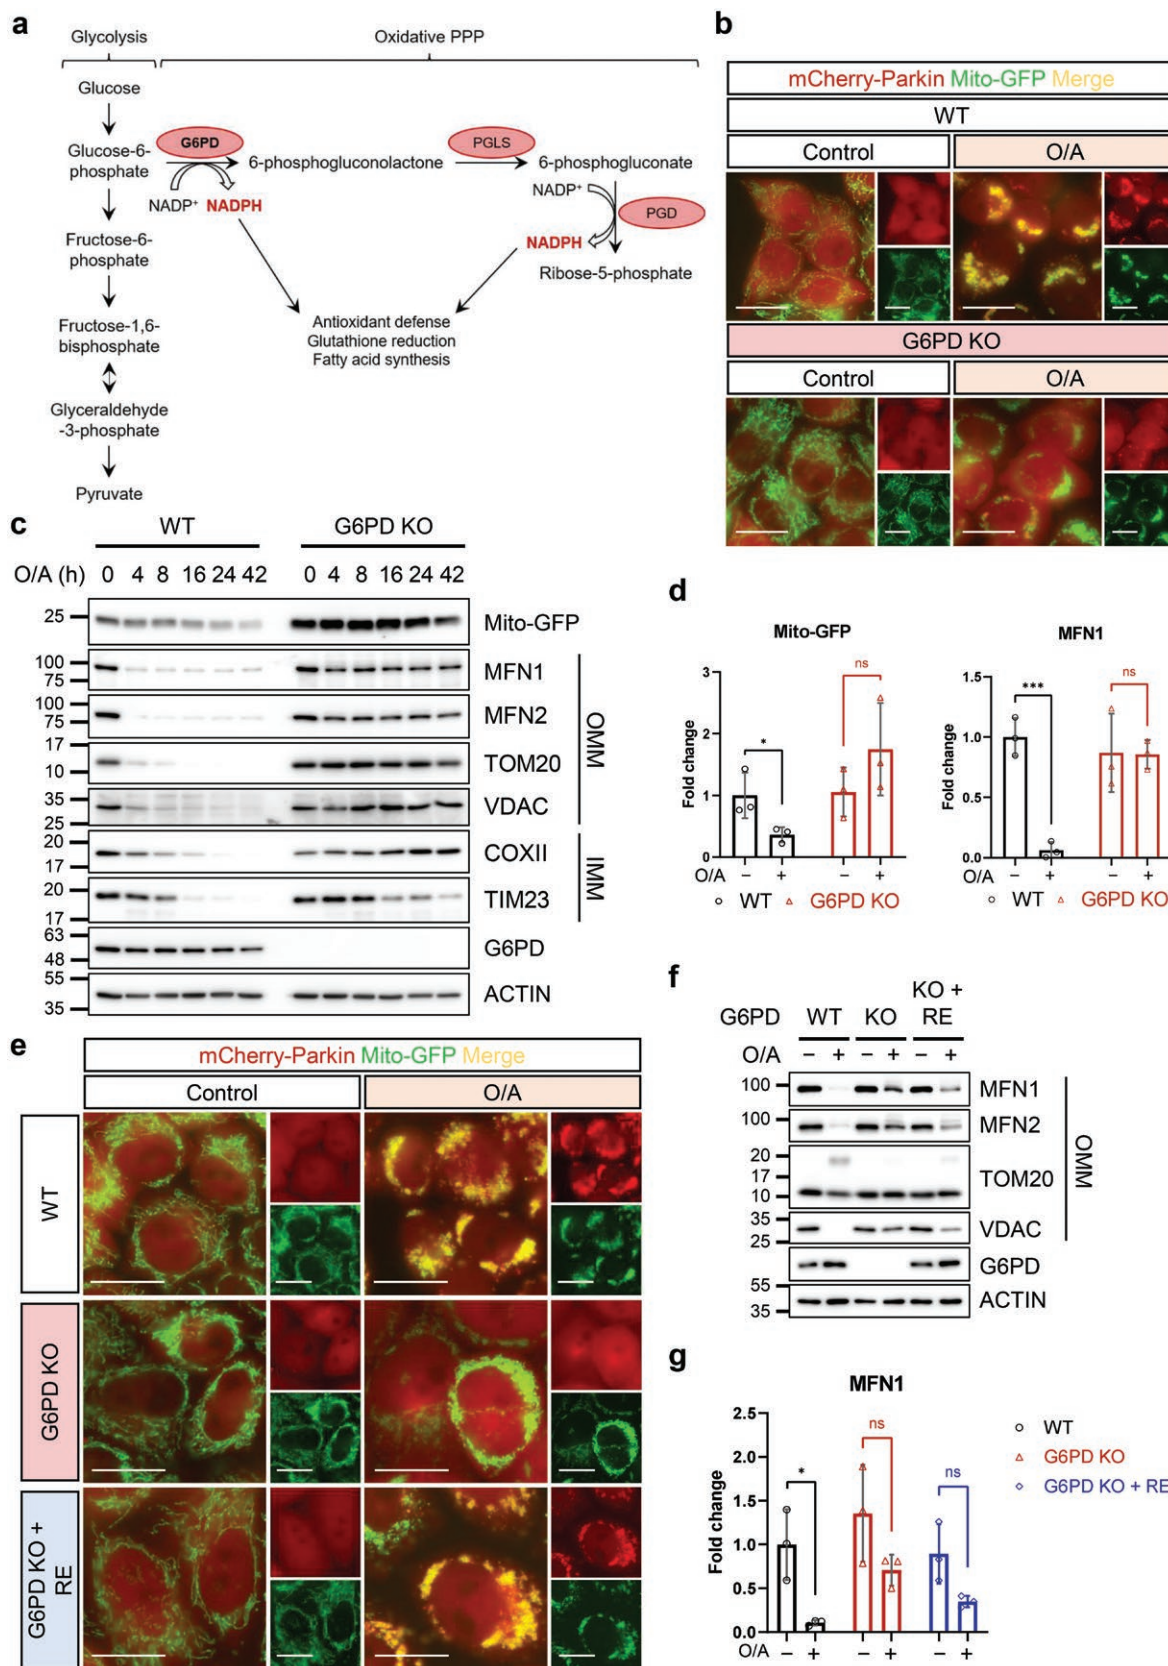 a
Glycolysis
Oxidative PPP
Glucose
Glucose-6-
phosphate
G6PD
6-phosphogluconolactone
PGLS
6-phosphogluconate
NADP⁺ NADPH
NADP⁺
PGD
NADPH
Ribose-5-phosphate
Fructose-6-
phosphate
Fructose-1,6-
bisphosphate
Antioxidant defense
Glutathione reduction
Fatty acid synthesis
Glyceraldehyde
-3-phosphate
Pyruvate
b
mCherry-Parkin Mito-GFP Merge
WT
Control
O/A
G6PD KO
Control
O/A
c
WT
G6PD KO
O/A (h) 0 4 8 16 24 42 0 4 8 16 24 42
25
Mito-GFP
100
75
MFN1
100
75
MFN2
17
10
TOM20
35
25
VDAC
OMM
20
17
COXII
20
17
TIM23
IMM
63
48
G6PD
55
35
ACTIN
d
Mito-GFP
Fold change
3
2
1
0
*
ns
O/A − + − +
WT G6PD KO
MFN1
Fold change
1.5
1.0
0.5
0.0
***
ns
O/A − + − +
WT G6PD KO
e
mCherry-Parkin Mito-GFP Merge
Control
O/A
WT
G6PD KO
G6PD KO +
RE
f
G6PD WT KO KO +
RE
O/A − + − + − +
100
MFN1
100
MFN2
20
17
10
TOM20
35
25
VDAC
OMM
G6PD
55
35
ACTIN
g
MFN1
Fold change
2.5
2.0
1.5
1.0
0.5
0.0
*
ns
ns
O/A − + − + − +
WT
G6PD KO
G6PD KO + RE